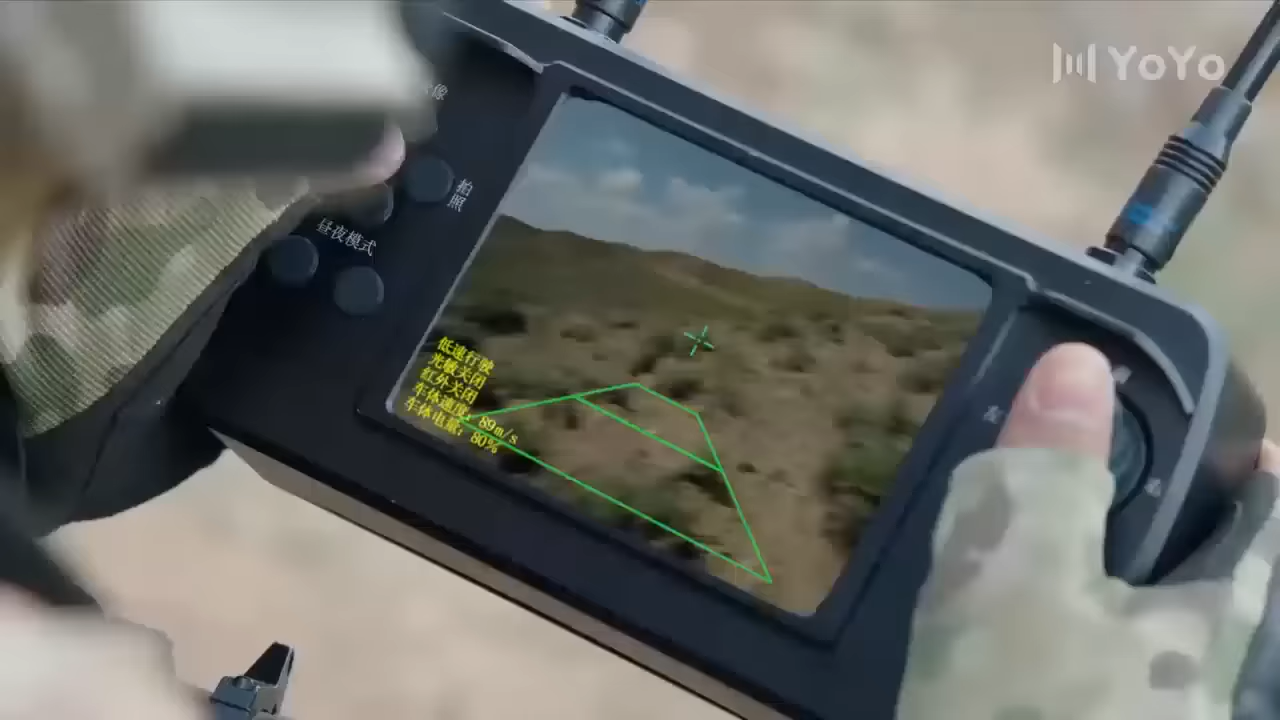 YoYo
像
拍照
昼夜模式
低速行驶
光敏关闭
红外关闭
车体速度：89m/s
车体电量：80%